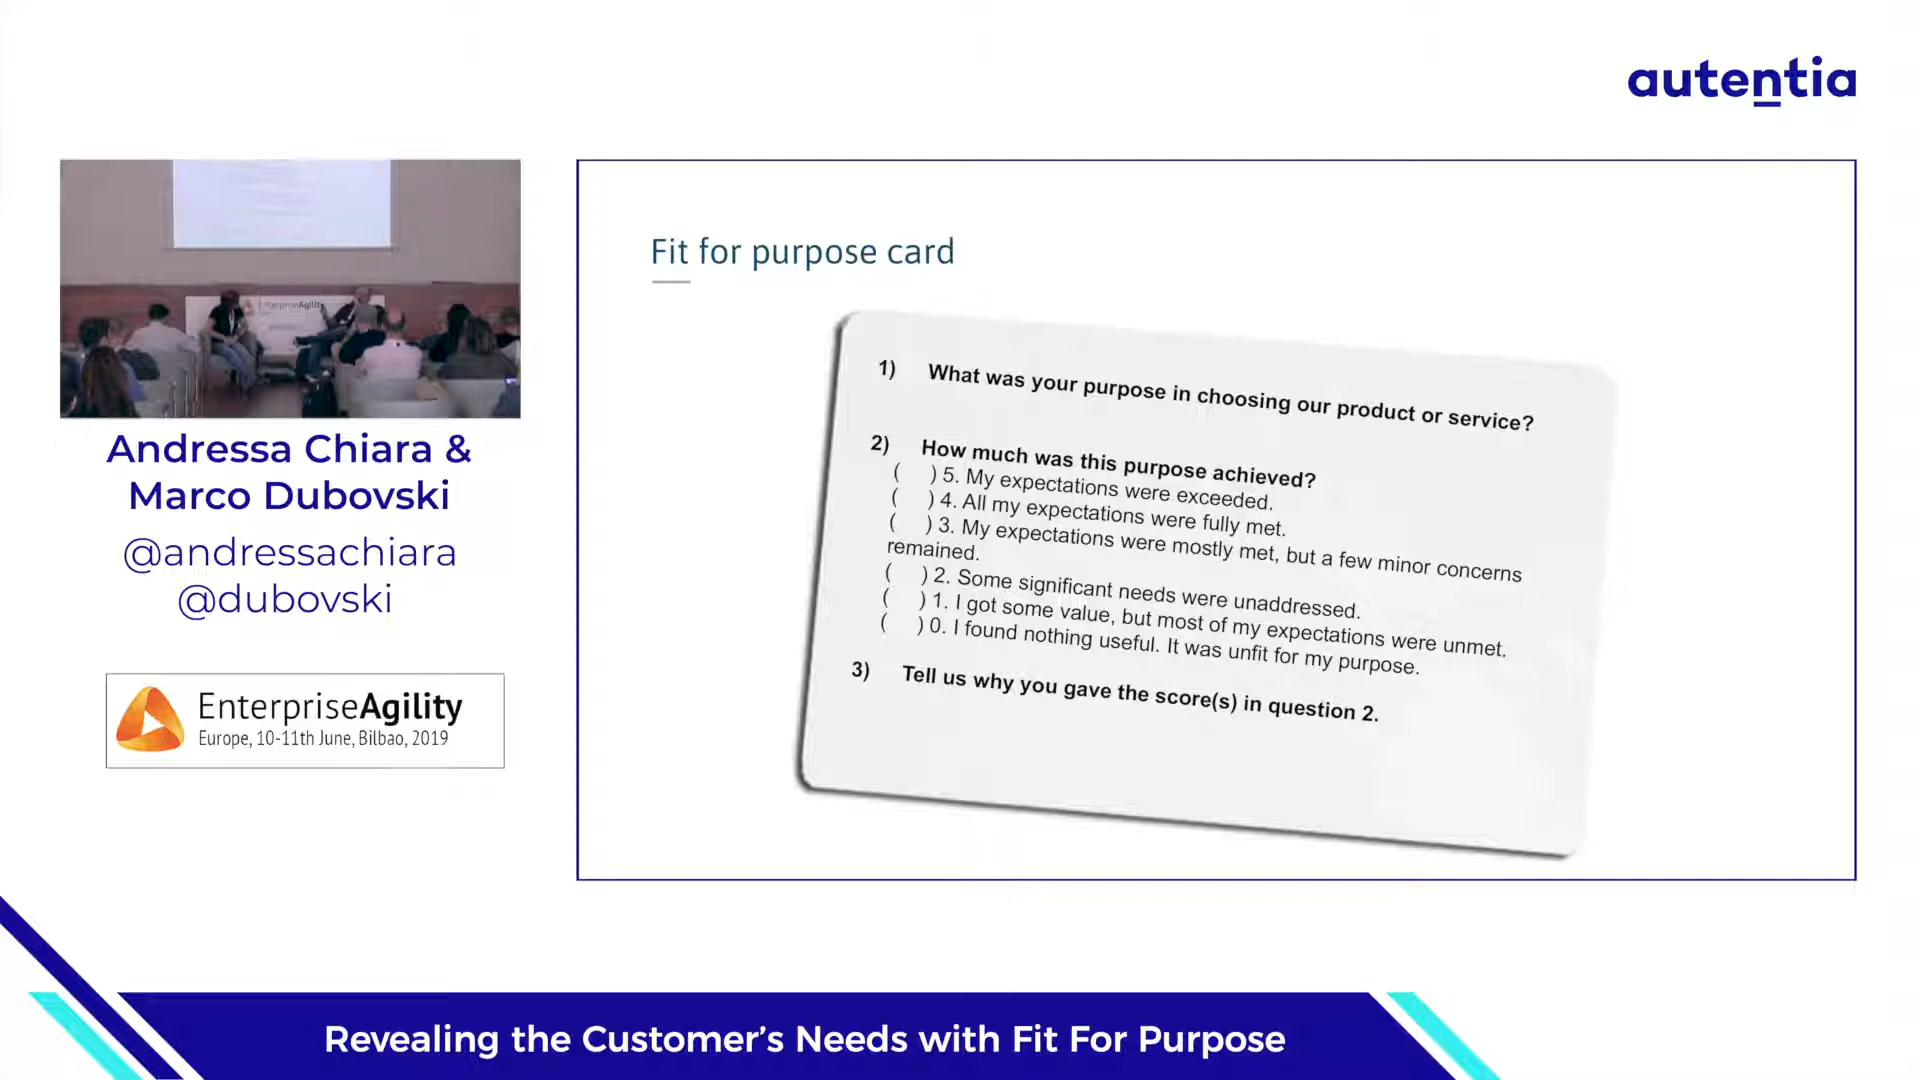 autentia
EnterpriseAgility
Andressa Chiara &
Marco Dubovski
@andressachiara
@dubovski
EnterpriseAgility
Europe, 10-11th June, Bilbao, 2019
Fit for purpose card
1) What was your purpose in choosing our product or service?
2) How much was this purpose achieved?
( ) 5. My expectations were exceeded.
( ) 4. All my expectations were fully met.
( ) 3. My expectations were mostly met, but a few minor concerns
remained.
( ) 2. Some significant needs were unaddressed.
( ) 1. I got some value, but most of my expectations were unmet.
( ) 0. I found nothing useful. It was unfit for my purpose.
3) Tell us why you gave the score(s) in question 2.
Revealing the Customer's Needs with Fit For Purpose